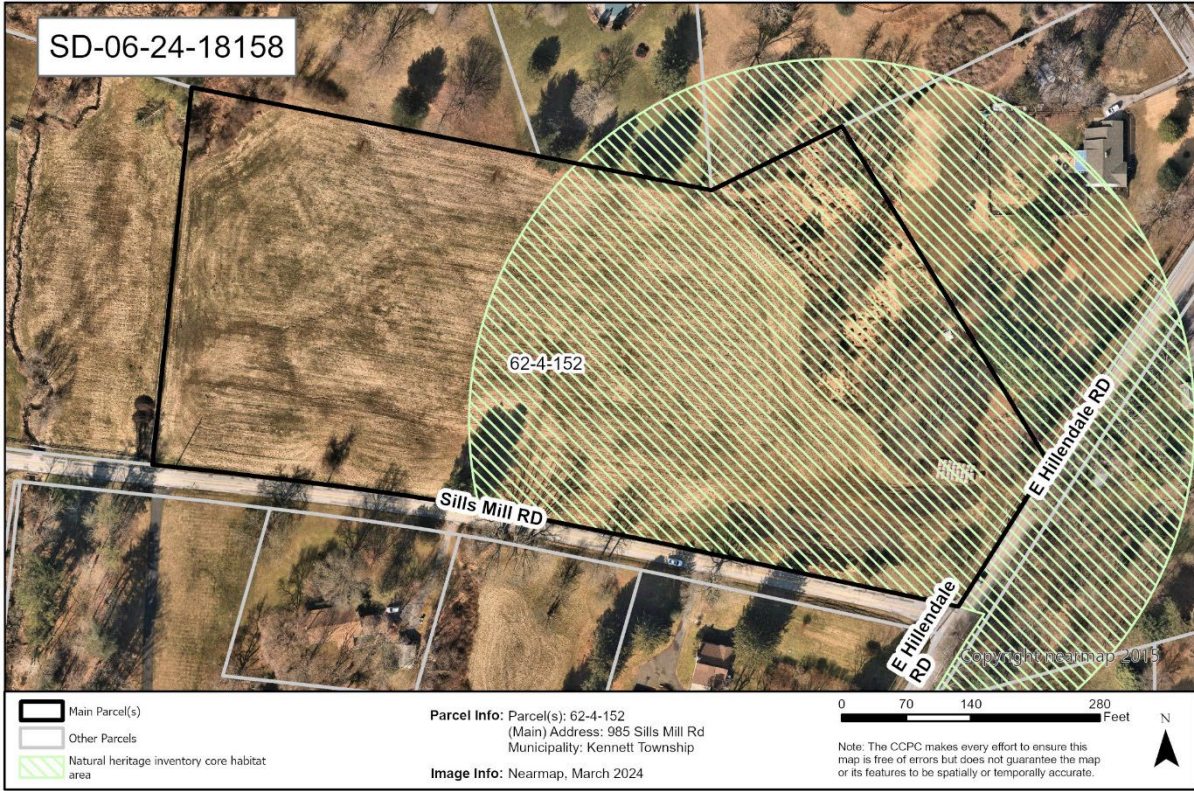 SD-06-24-18158
62-4-152
Sills Mill RD
E Hillendale RD
E Hillendale
RD
Copyright nearmap 2015
Main Parcel(s)
Other Parcels
Natural heritage inventory core habitat
area
Parcel Info: Parcel(s): 62-4-152
(Main) Address: 985 Sills Mill Rd
Municipality: Kennett Township
Image Info: Nearmap, March 2024
0 70 140 280
Feet
Note: The CCPC makes every effort to ensure this
map is free of errors but does not guarantee the map
or its features to be spatially or temporally accurate.
N